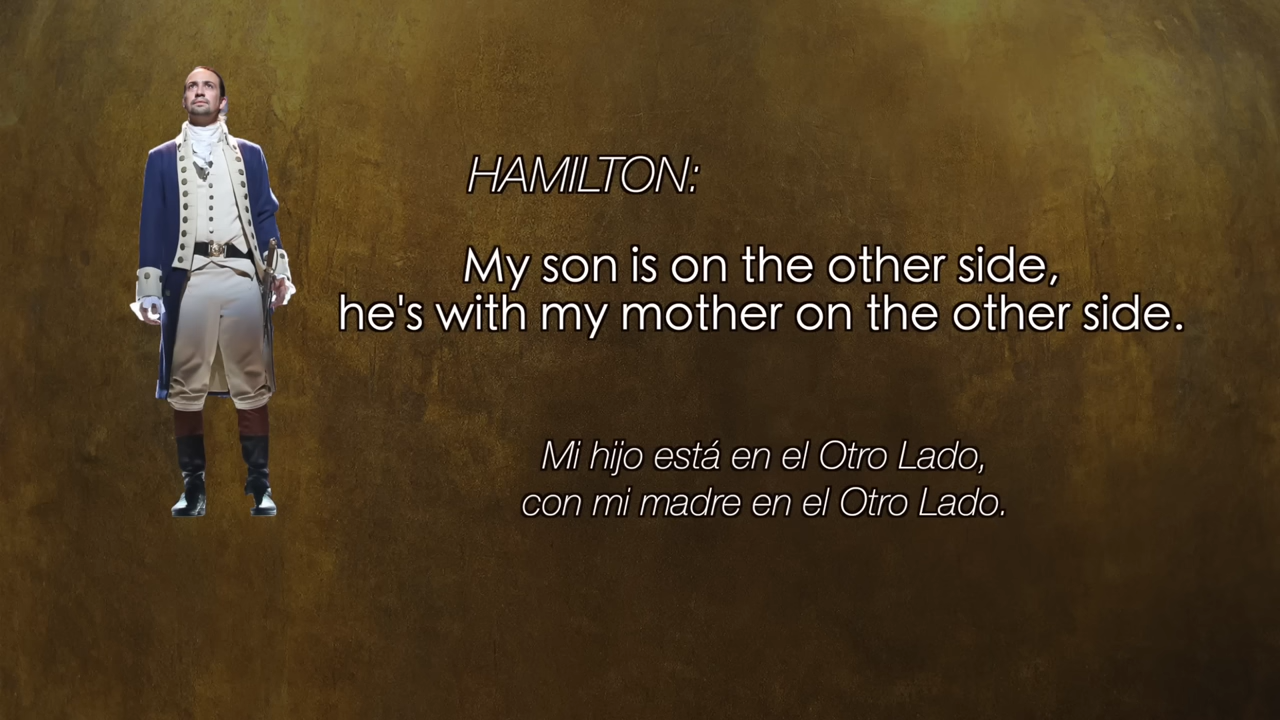 HAMILTON:
My son is on the other side,
he's with my mother on the other side.
Mi hijo está en el Otro Lado,
con mi madre en el Otro Lado.